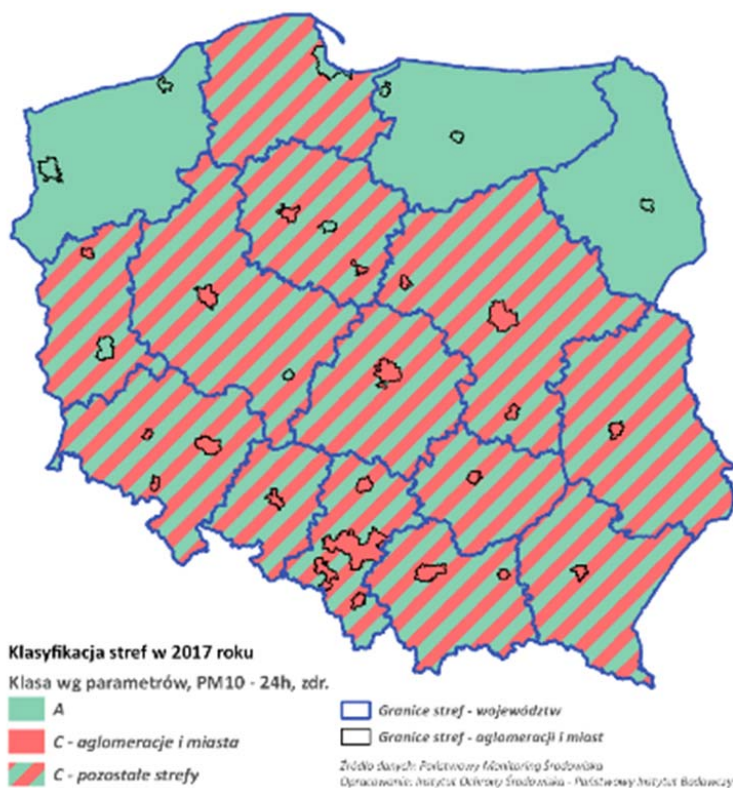 Klasyfikacja stref w 2017 roku
Klasa wg parametrów, PM10 - 24h, zdr.
A
C - aglomeracje i miasta
C - pozostałe strefy
Granice stref - województw
Granice stref - aglomeracji i miast
Źródło danych: Państwowy Monitoring Środowiska
Opracowanie: Instytut Ochrony Środowiska - Państwowy Instytut Badawczy